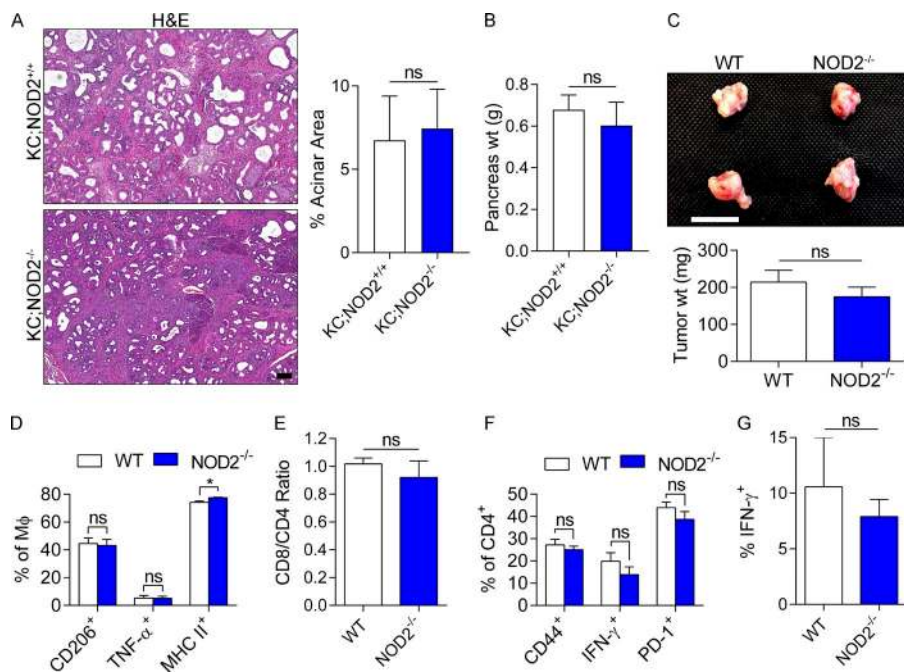 A
H&E
KC;NOD2+/+
KC;NOD2-/-
% Acinar Area
10
5
0
ns
KC;NOD2+/+
KC;NOD2-/-
B
Pancreas wt (g)
0.8
0.6
0.4
0.2
0.0
ns
KC;NOD2+/+
KC;NOD2-/-
C
WT NOD2-/-
Tumor wt (mg)
300
200
100
0
ns
WT NOD2-/-
D
WT NOD2-/-
% of Mϕ
80
60
40
20
0
ns
ns
*
CD206+
TNF-α+
MHC II+
E
CD8/CD4 Ratio
1.2
1.0
0.8
0.6
0.4
0.2
0.0
ns
WT
NOD2-/-
F
WT NOD2-/-
% of CD4+
50
40
30
20
10
0
ns
ns
ns
CD44+
IFN-γ+
PD-1+
G
% IFN-γ+
15
10
5
0
ns
WT
NOD2-/-